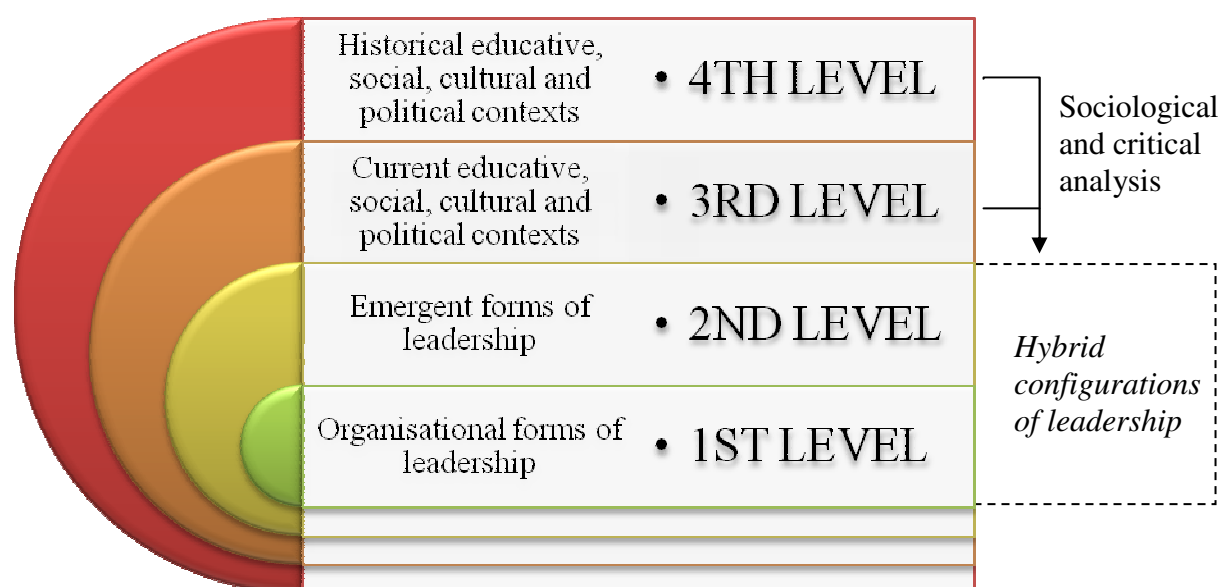 Historical educative,
social, cultural and
political contexts
• 4TH LEVEL
Current educative,
social, cultural and
political contexts
• 3RD LEVEL
Emergent forms of
leadership
• 2ND LEVEL
Organisational forms of
leadership
• 1ST LEVEL
Sociological
and critical
analysis
Hybrid
configurations
of leadership